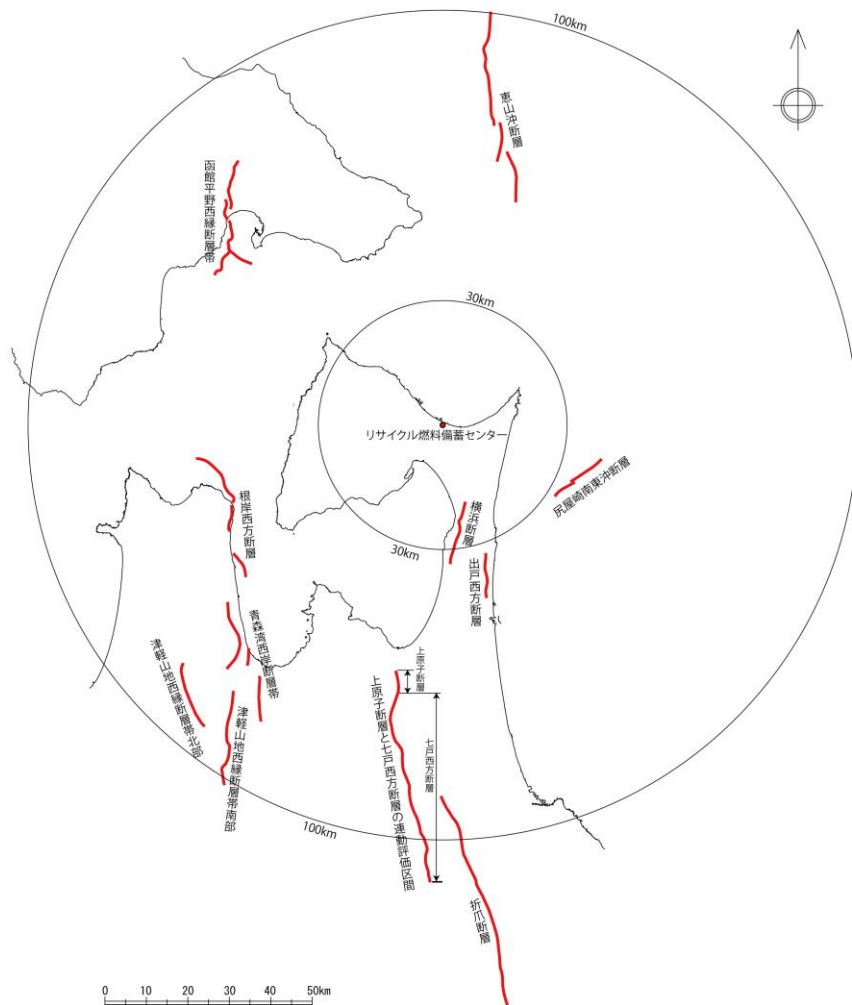 100km
恵山沖断層
函館平野西縁断層帯
30km
リサイクル燃料備蓄センター
尻屋崎南東沖断層
根岸西方断層
横浜断層
30km
出戸西方断層
青森湾西岸断層帯
津軽山地西縁断層帯北部
津軽山地西縁断層帯南部
上原子断層
上原子断層と七戸西方断層の連動評価区間
七戸西方断層
100km
折爪断層
0 10 20 30 40 50km